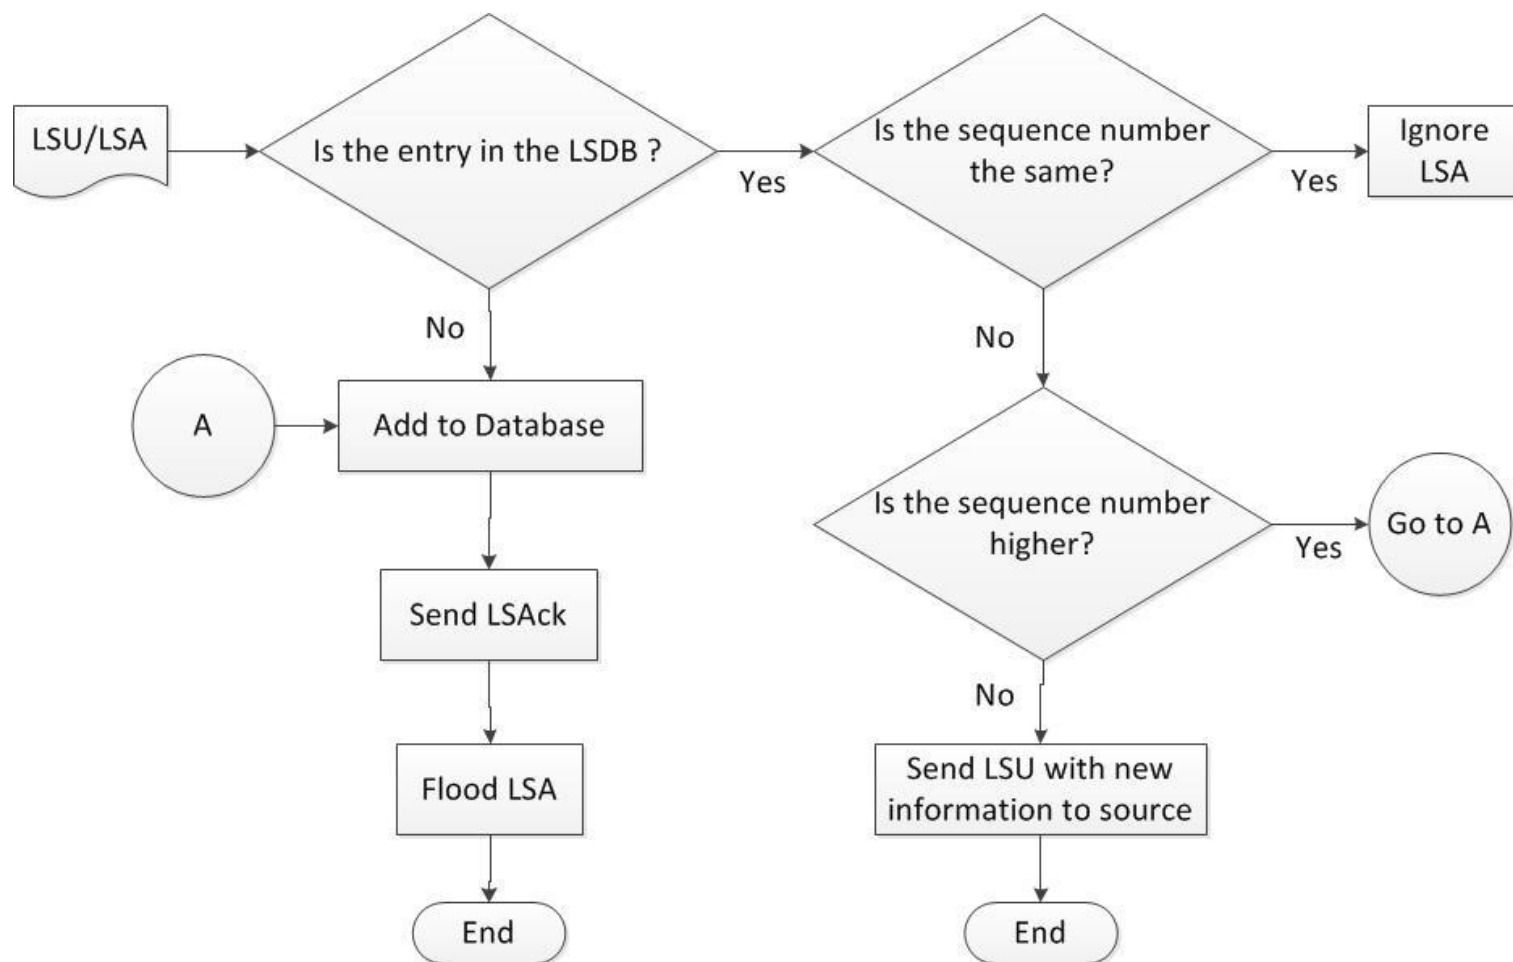 LSU/LSA
Is the entry in the LSDB ?
Yes
Is the sequence number
the same?
Yes
Ignore
LSA
No
No
A
Add to Database
Is the sequence number
higher?
Yes
Go to A
Send LSAck
No
Flood LSA
Send LSU with new
information to source
End
End